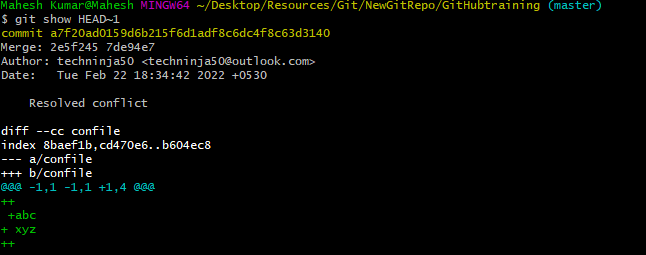 Mahesh Kumar@Mahesh MINGW64 ~/Desktop/Resources/Git/NewGitRepo/GitHubtraining (master)
$ git show HEAD~1
commit a7f20ad0159d6b215f6d1adf8c6dc4f8c63d3140
Merge: 2e5f245 7de94e7
Author: techninja50 <techninja50@outlook.com>
Date:   Tue Feb 22 18:34:42 2022 +0530
    Resolved conflict
diff --cc confile
index 8baef1b,cd470e6..b604ec8
--- a/confile
+++ b/confile
@@@ -1,1 -1,1 +1,4 @@@
++
 +abc
+ xyz
++